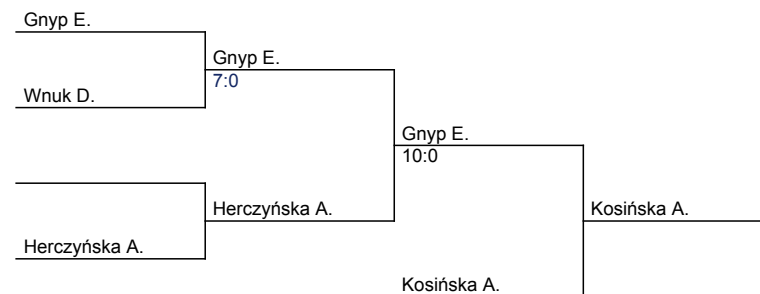 Gnyp E.
Gnyp E.
7:0
Wnuk D.
Gnyp E.
10:0
Herczyńska A.
Kosińska A.
Herczyńska A.
Kosińska A.